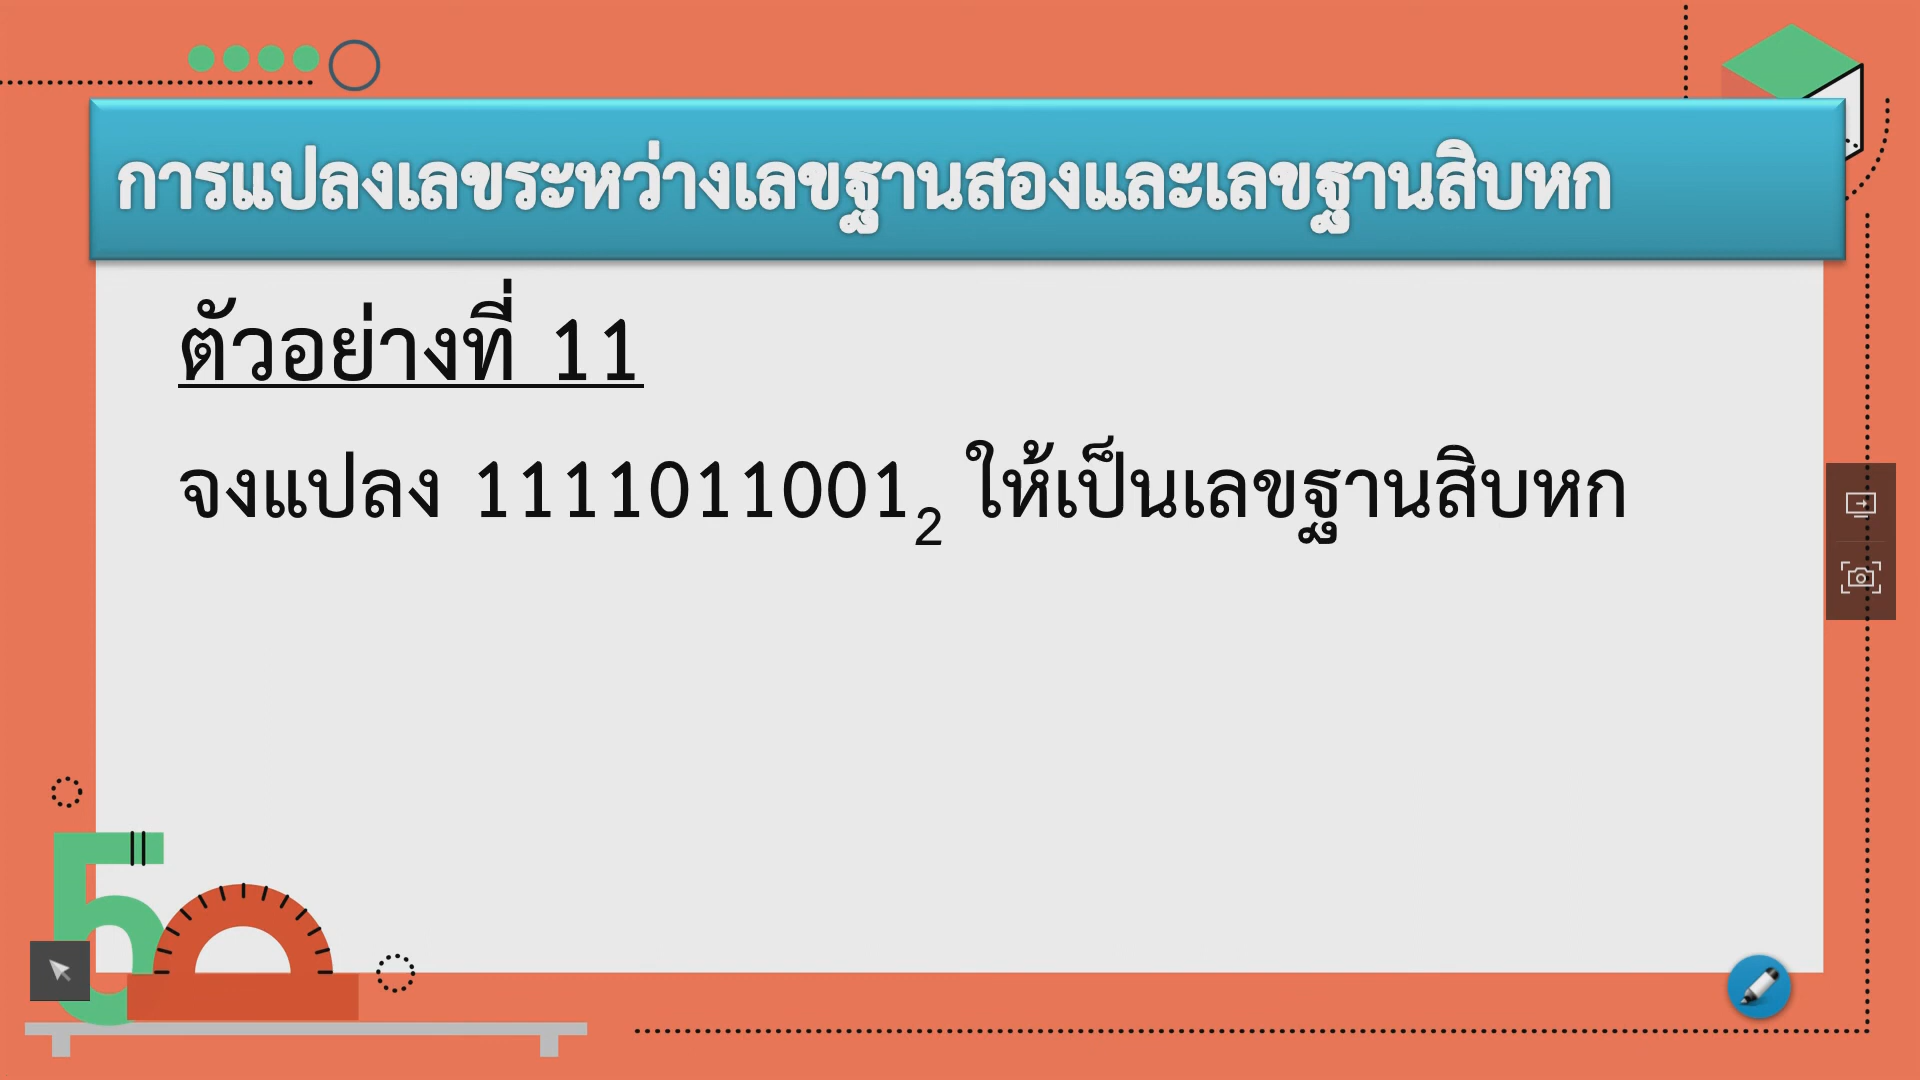 การแปลงเลขระหว่างเลขฐานสองและเลขฐานสิบหก
ตัวอย่างที่ 11
จงแปลง 1111011001₂ ให้เป็นเลขฐานสิบหก
5